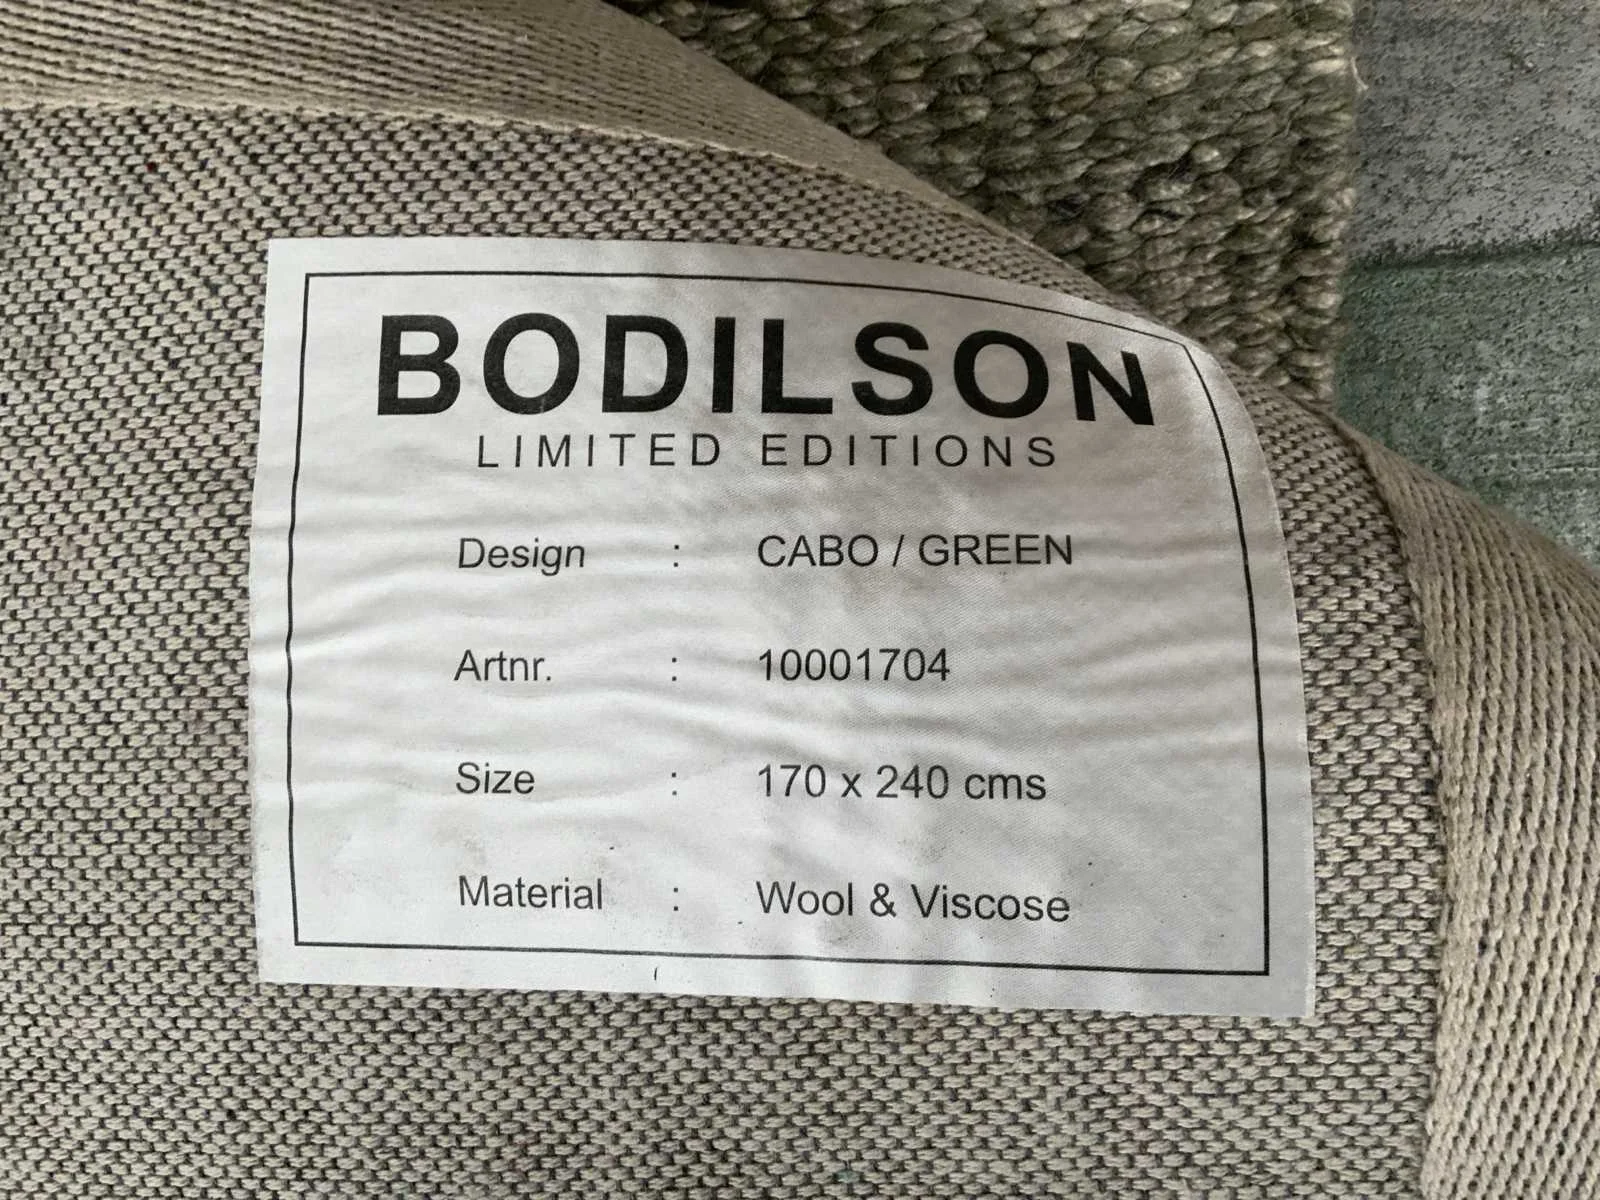 BODILSON
LIMITED EDITIONS
Design : CABO / GREEN
Artnr. : 10001704
Size : 170 x 240 cms
Material : Wool & Viscose